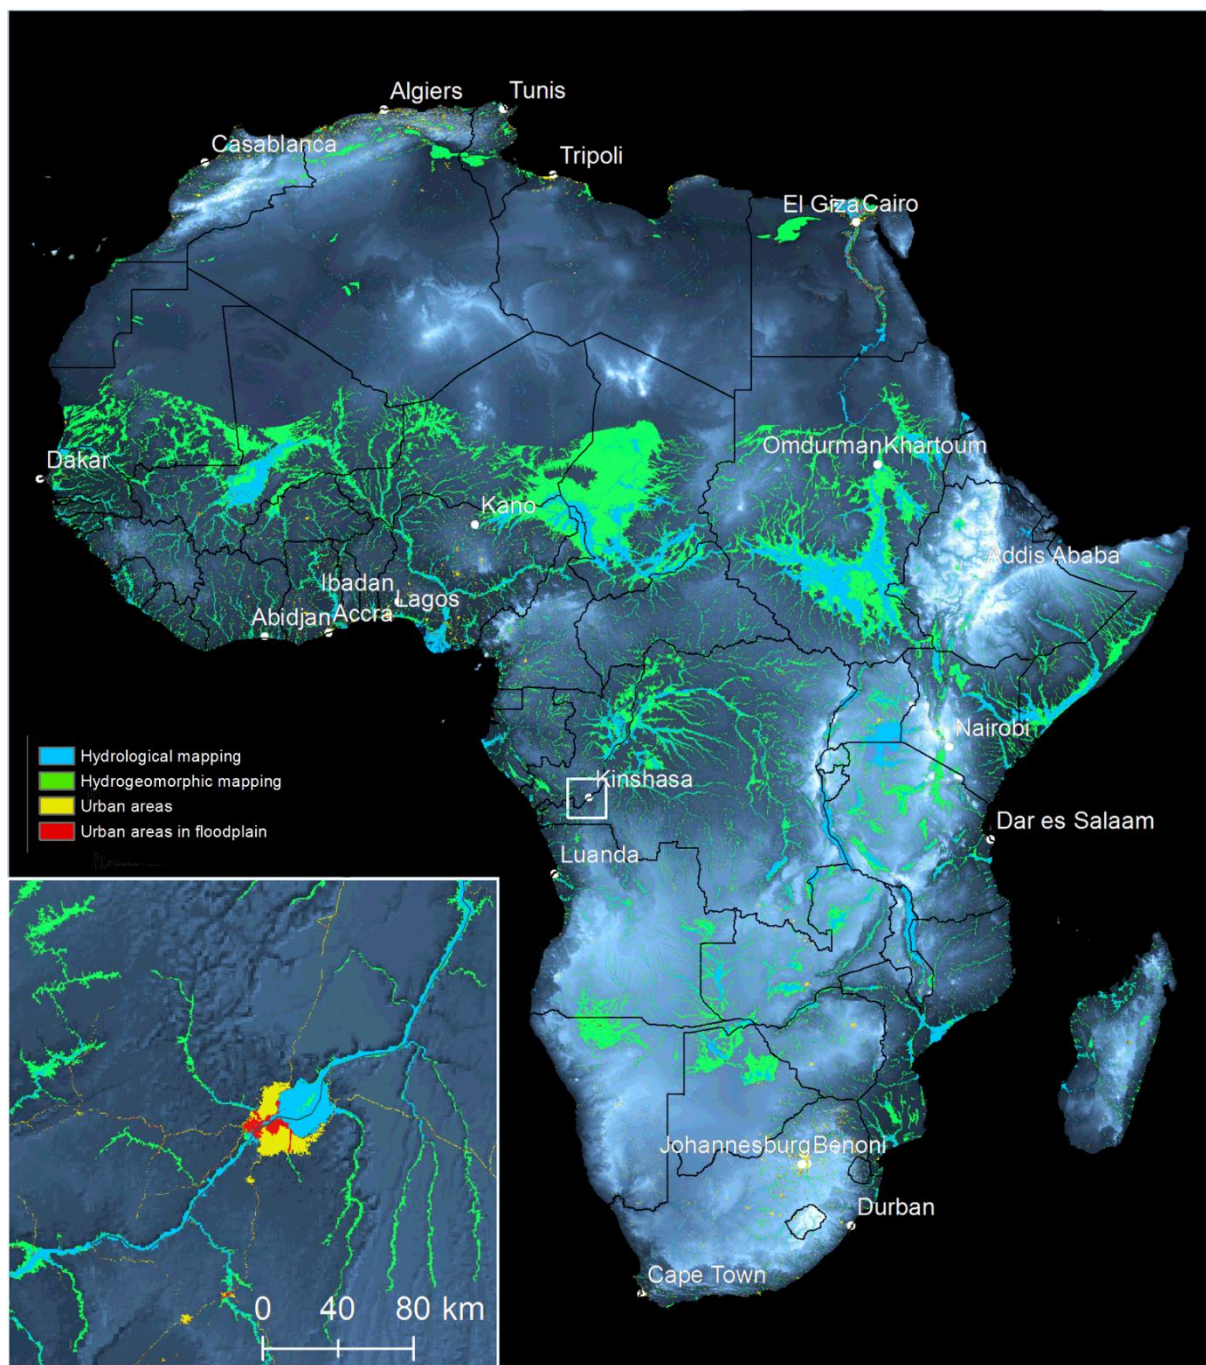 Algiers
Tunis
Casablanca
Tripoli
El Giza
Cairo
Dakar
Omdurman
Khartoum
Kano
Addis Ababa
Ibadan
Lagos
Abidjan
Accra
Nairobi
Hydrological mapping
Hydrogeomorphic mapping
Urban areas
Urban areas in floodplain
Kinshasa
Dar es Salaam
Luanda
Johannesburg
Benoni
Durban
Cape Town
0 40 80 km